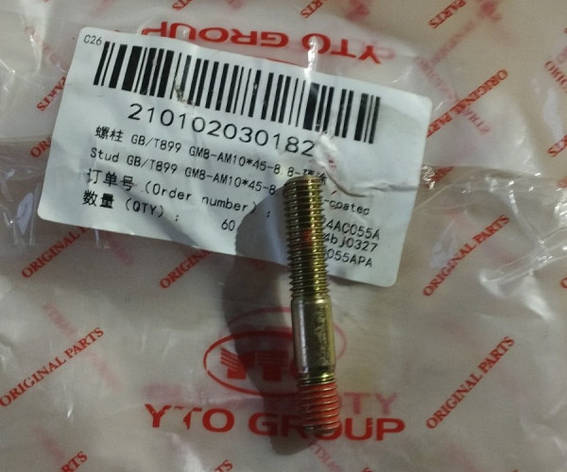 YTO GROUP
C26
210102030182
螺柱 GB/T899 GM8-AM10*45-8.8-
Stud GB/T899 GM8-AM10*45-8 -coated
订单号 (Order number) : 4AC055A
4bj0327
数量 (QTY) : 60 055APA
ORIGINAL PARTS
ORIGINAL PARTS
ORIGINAL PARTS
ORIGINAL PARTS
ORIGINAL PARTS
ORIGINAL PARTS
YTO GROUP